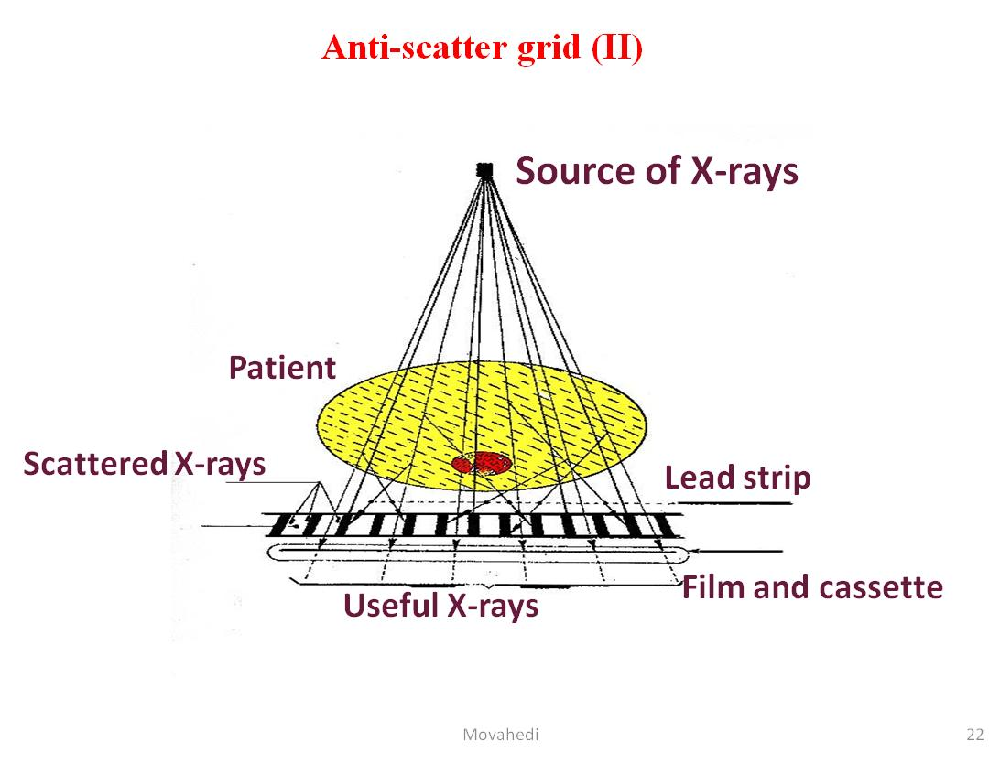 Anti-scatter grid (II)
Source of X-rays
Patient
Scattered X-rays
Lead strip
Film and cassette
Useful X-rays
Movahedi
22